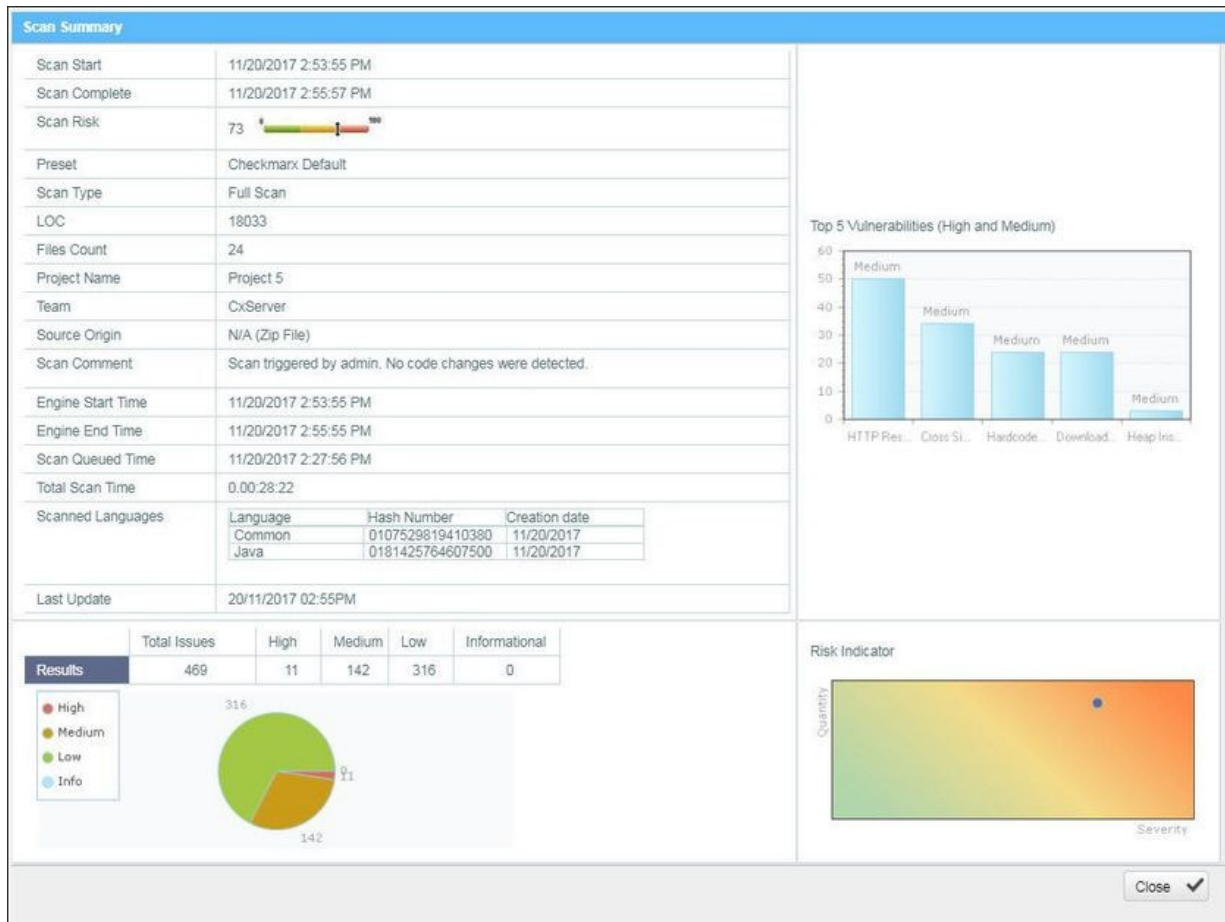 Scan Summary
Scan Start 11/20/2017 2:53:55 PM
Scan Complete 11/20/2017 2:55:57 PM
Scan Risk 73 0 100
Preset Checkmarx Default
Scan Type Full Scan
LOC 18033
Files Count 24
Project Name Project 5
Team CxServer
Source Origin N/A (Zip File)
Scan Comment Scan triggered by admin. No code changes were detected.
Engine Start Time 11/20/2017 2:53:55 PM
Engine End Time 11/20/2017 2:55:55 PM
Scan Queued Time 11/20/2017 2:27:56 PM
Total Scan Time 0.00:28:22
Scanned Languages
Language Hash Number Creation date
Common 0107529819410380 11/20/2017
Java 0181425764607500 11/20/2017
Last Update 20/11/2017 02:55PM
Top 5 Vulnerabilities (High and Medium)
60
50
40
30
20
10
0
Medium
Medium
Medium
Medium
Medium
HTTP Res... Cross Si... Hardcode... Download... Heap Ins...
Total Issues High Medium Low Informational
Results 469 11 142 316 0
High
Medium
Low
Info
316
0
11
142
Risk Indicator
Quantity
Severity
Close